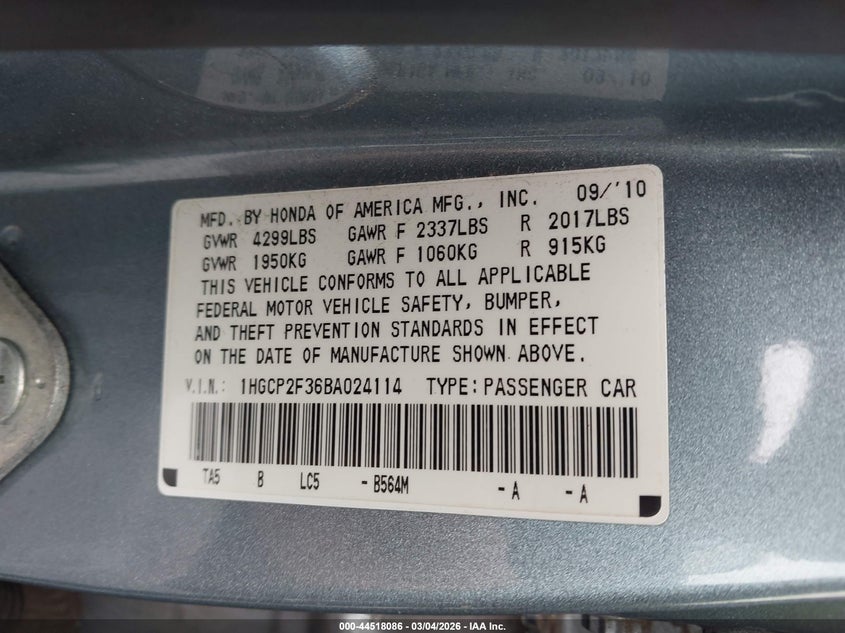 03/'10
MFD. BY HONDA OF AMERICA MFG., INC. 09/'10
GVWR 4299LBS GAWR F 2337LBS R 2017LBS
GVWR 1950KG GAWR F 1060KG R 915KG
THIS VEHICLE CONFORMS TO ALL APPLICABLE
FEDERAL MOTOR VEHICLE SAFETY, BUMPER,
AND THEFT PREVENTION STANDARDS IN EFFECT
ON THE DATE OF MANUFACTURE SHOWN ABOVE.
V.I.N.: 1HGCP2F36BA024114 TYPE: PASSENGER CAR
TA5 B LC5 - B564M - A - A
000-44518086 - 03/04/2026 - IAA Inc.